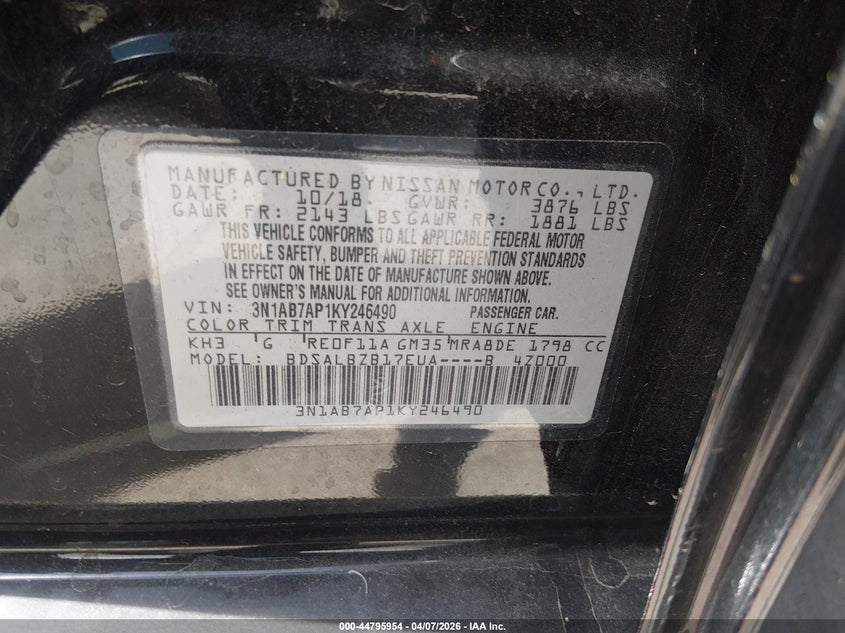 MANUFACTURED BY NISSAN MOTOR CO., LTD.
DATE: 10/18 GVWR: 3876 LBS
GAWR FR: 2143 LBS GAWR RR: 1881 LBS
THIS VEHICLE CONFORMS TO ALL APPLICABLE FEDERAL MOTOR
VEHICLE SAFETY, BUMPER AND THEFT PREVENTION STANDARDS
IN EFFECT ON THE DATE OF MANUFACTURE SHOWN ABOVE.
SEE OWNER'S MANUAL FOR ADDITIONAL INFORMATION.
VIN: 3N1AB7AP1KY246490 PASSENGER CAR.
COLOR TRIM TRANS AXLE ENGINE
KH3 G RE0F11A GM35 MRA8DE 1798 CC
MODEL: BDSALBZB17EUA----B 4Z000
3N1AB7AP1KY246490
000-44795954 | 04/07/2026 | IAA Inc.